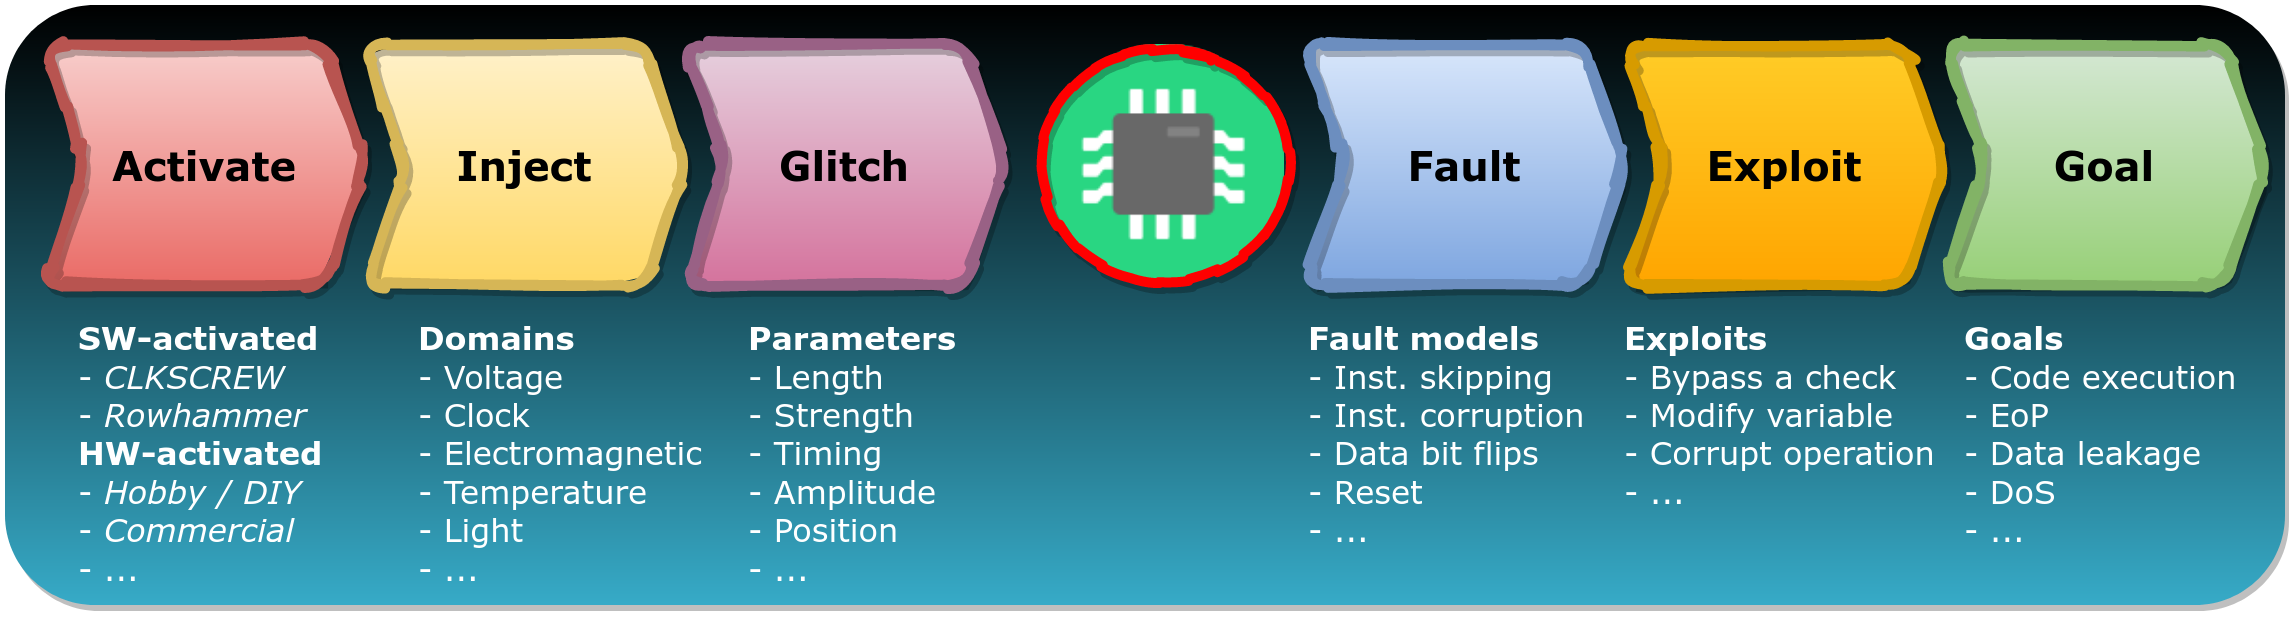 Activate
Inject
Glitch
Fault
Exploit
Goal
SW–activated
- CLKSCREW
- Rowhammer
HW–activated
- Hobby / DIY
- Commercial
- ...
Domains
- Voltage
- Clock
- Electromagnetic
- Temperature
- Light
- ...
Parameters
- Length
- Strength
- Timing
- Amplitude
- Position
- ...
Fault models
- Inst. skipping
- Inst. corruption
- Data bit flips
- Reset
- ...
Exploits
- Bypass a check
- Modify variable
- Corrupt operation
- ...
Goals
- Code execution
- EoP
- Data leakage
- DoS
- ...